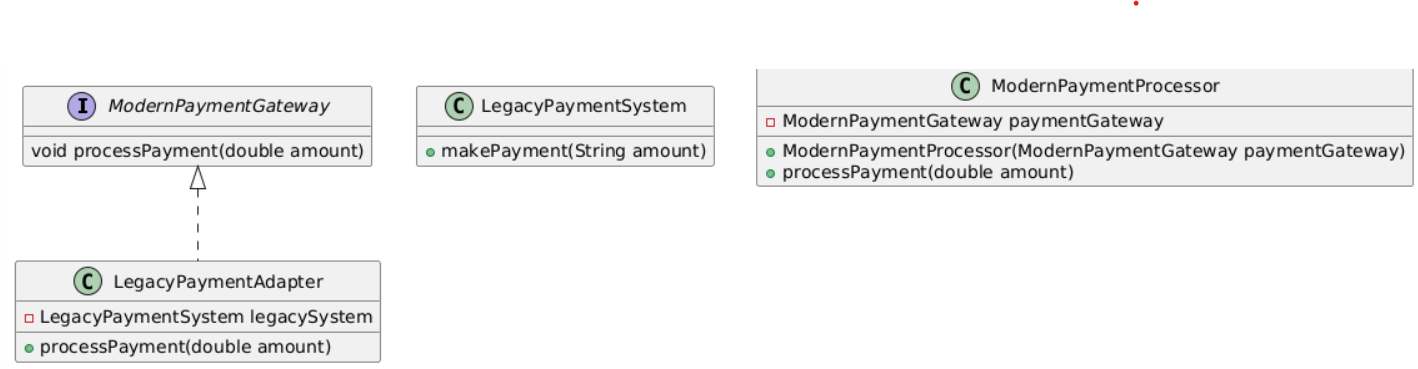 I ModernPaymentGateway
void processPayment(double amount)
C LegacyPaymentSystem
makePayment(String amount)
C ModernPaymentProcessor
ModernPaymentGateway paymentGateway
ModernPaymentProcessor(ModernPaymentGateway paymentGateway)
processPayment(double amount)
C LegacyPaymentAdapter
LegacyPaymentSystem legacySystem
processPayment(double amount)